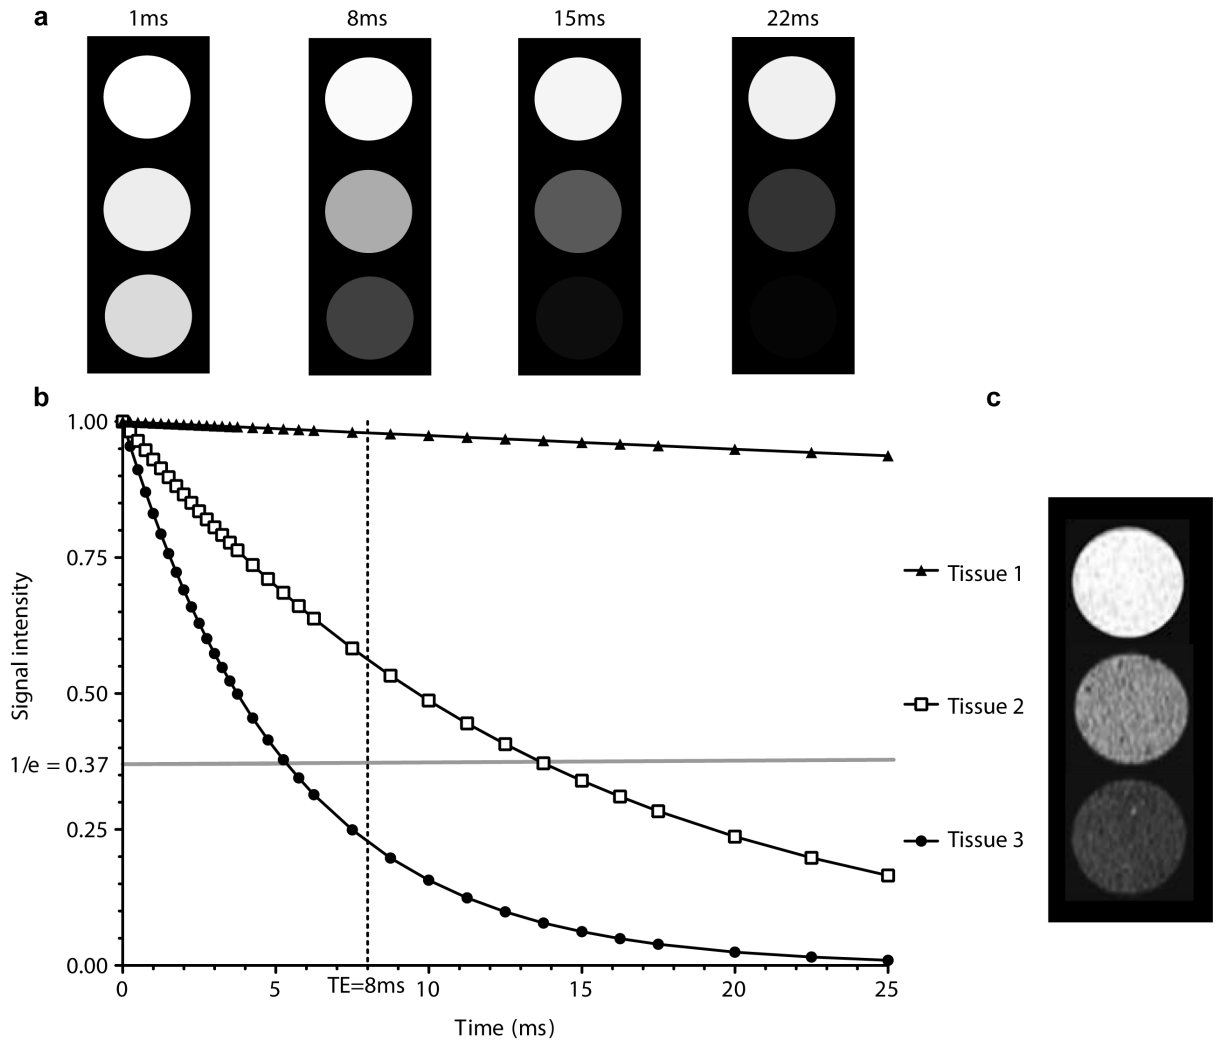 a
1ms 8ms 15ms 22ms
b
c
1.00
0.75
0.50
1/e = 0.37
0.25
0.00
Signal intensity
0 5 TE=8ms 10 15 20 25
Time (ms)
Tissue 1
Tissue 2
Tissue 3